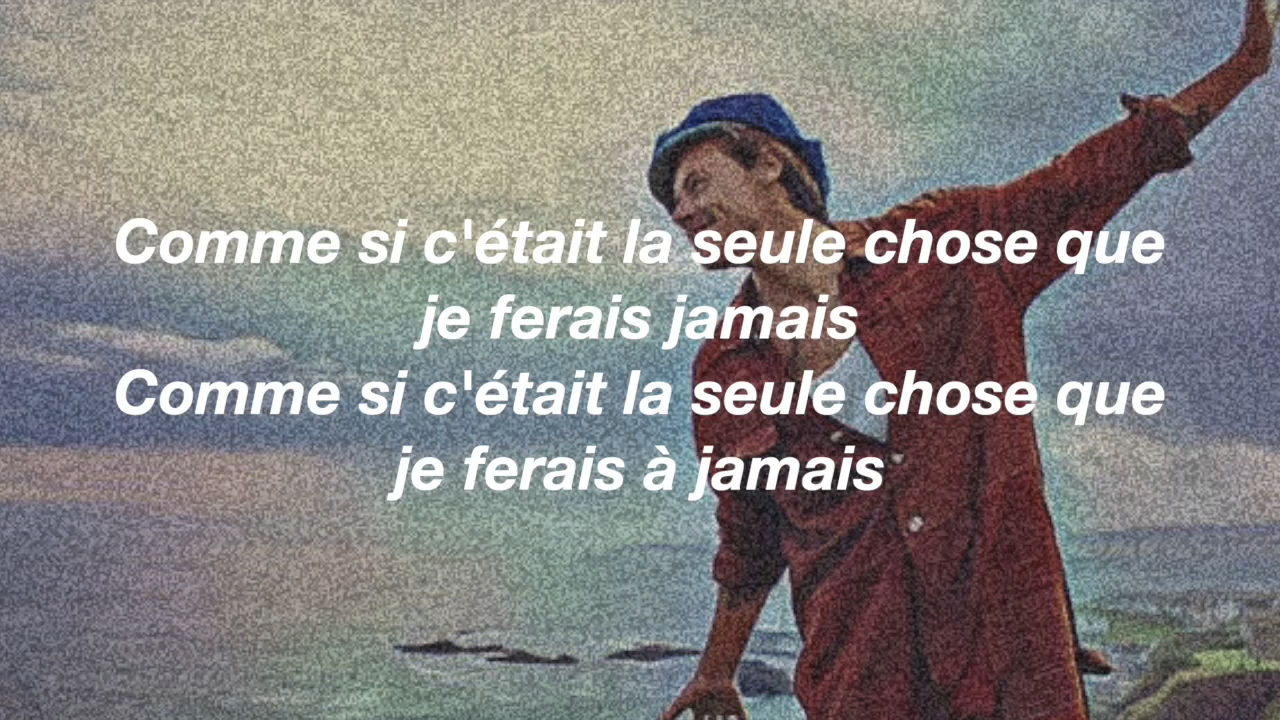 Comme si c'était la seule chose que
je ferais jamais
Comme si c'était la seule chose que
je ferais à jamais